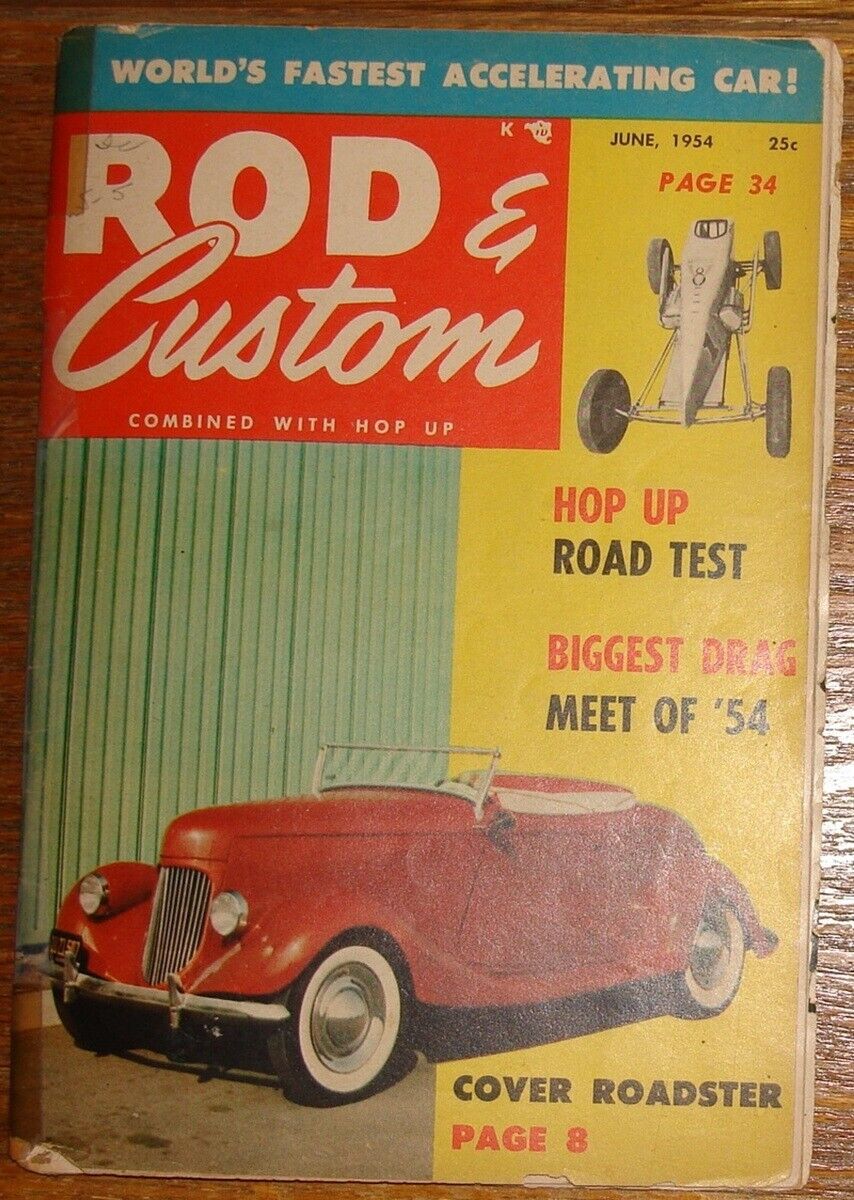 WORLD'S FASTEST ACCELERATING CAR!
K
JUNE, 1954 25c
PAGE 34
ROD &
Custom
COMBINED WITH HOP UP
8
HOP UP
ROAD TEST
BIGGEST DRAG
MEET OF '54
COVER ROADSTER
PAGE 8